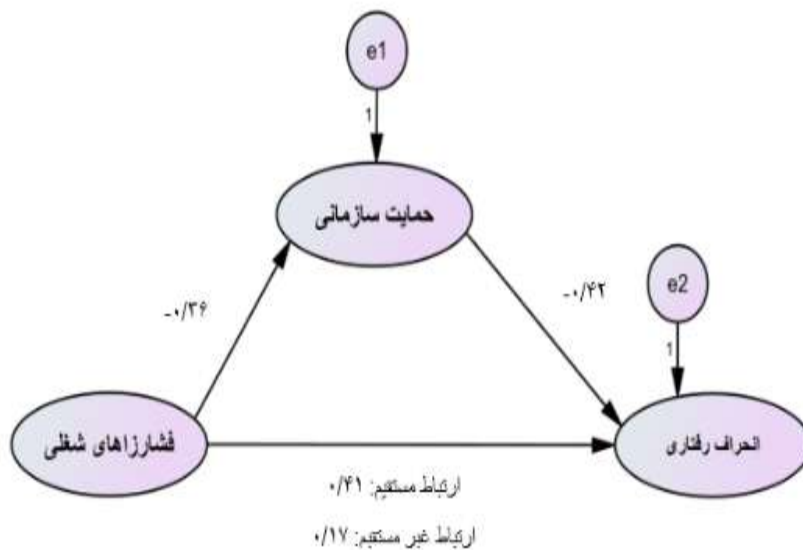 e1
1
حمایت سازمانی
-۰/۳۶
-۰/۴۲
e2
1
فشارزاهای شغلی
انحراف رفتاری
ارتباط مستقیم: ۰/۴۱
ارتباط غیر مستقیم: ۰/۱۷